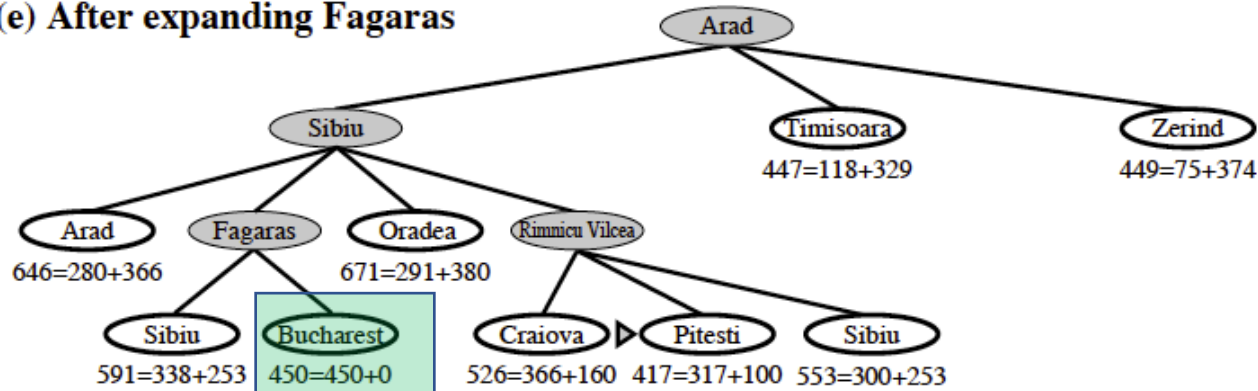 (e) After expanding Fagaras
Arad
Sibiu
Timisoara
Zerind
447=118+329
449=75+374
Arad
Fagaras
Oradea
Rimnicu Vilcea
646=280+366
671=291+380
Sibiu
Bucharest
Craiova
Pitesti
Sibiu
591=338+253
450=450+0
526=366+160
417=317+100
553=300+253